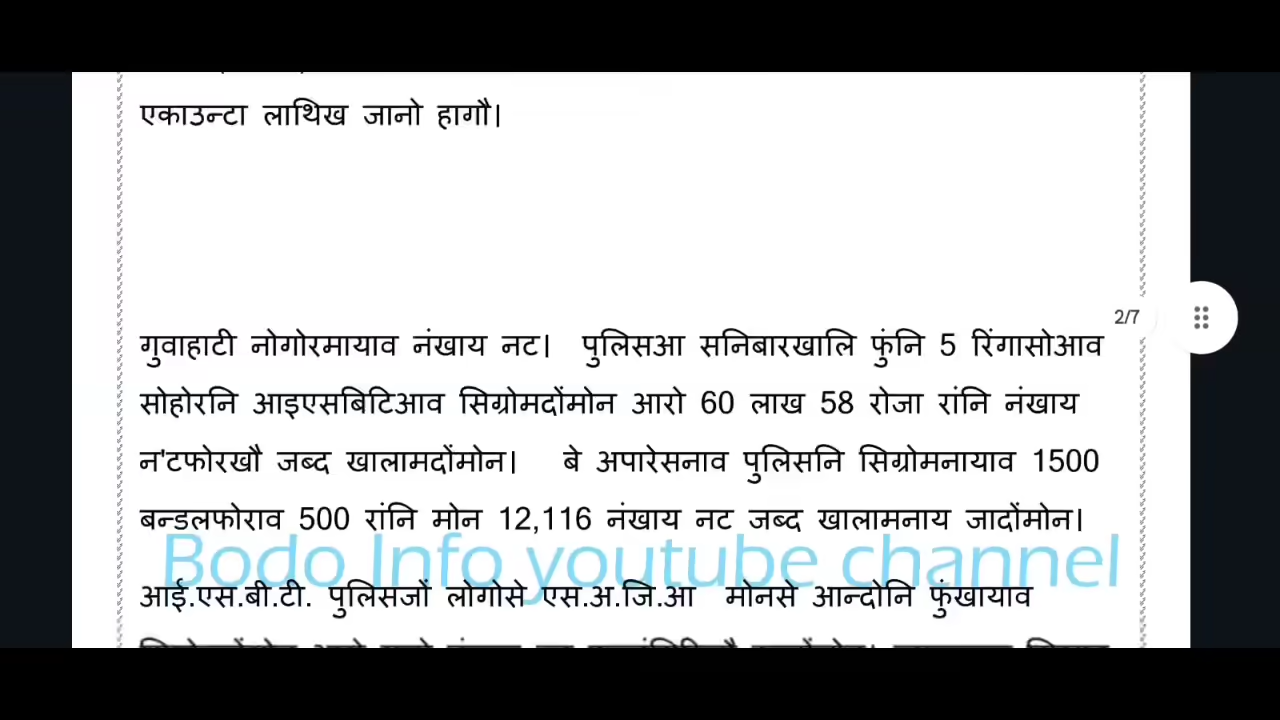 एकाउन्टा लाथिख जानो हागौ।
2/7
गुवाहाटी नोगोरमायाव नंखाय नट। पुलिसआ सनिबारखालि फुंनि 5 रिंगासोआव
सोहोरनि आइएसबिटिआव सिग्रोमदोंमोन आरो 60 लाख 58 रोजा रांनि नंखाय
न'टफोरखौ जब्द खालामदोंमोन। बे अपारेसनाव पुलिसनि सिग्रोमनायाव 1500
बन्डलफोराव 500 रांनि मोन 12,116 नंखाय नट जब्द खालामनाय जादोंमोन।
Bodo Info youtube channel
आई.एस.बी.टी. पुलिसजों लोगोसे एस.अ.जि.आ मोनसे आन्दोनि फुंखायाव